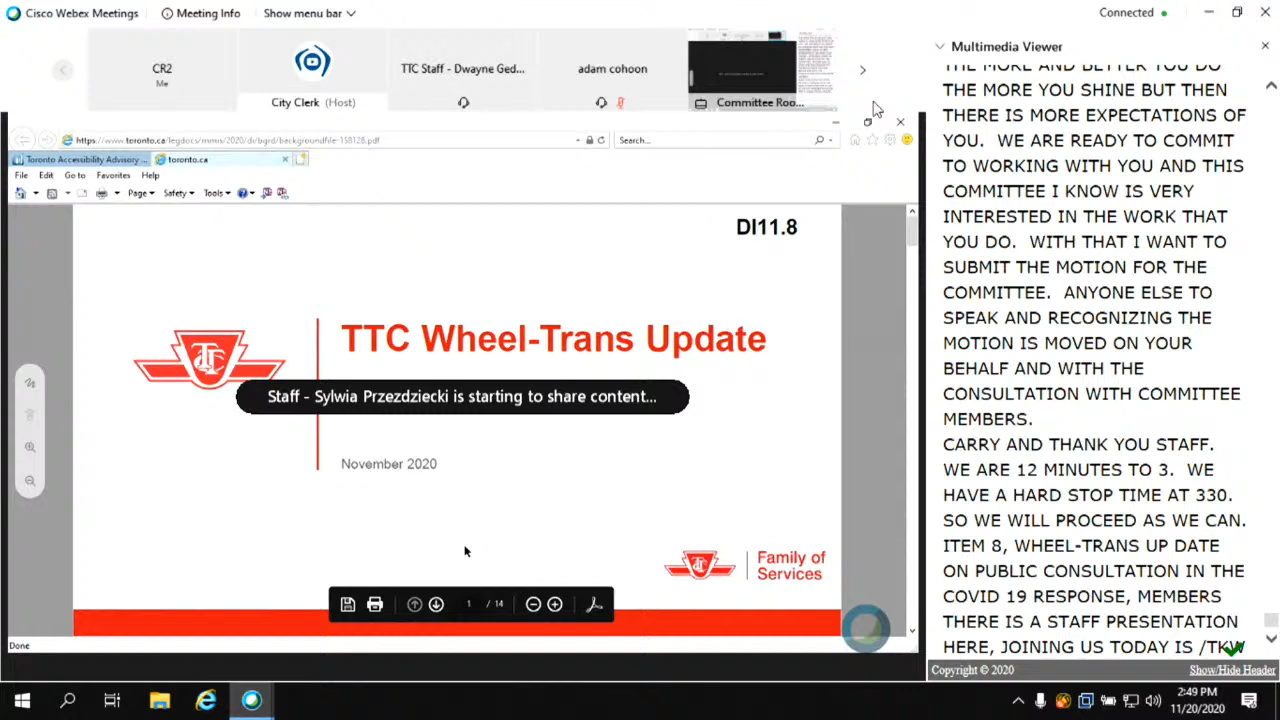 Cisco Webex Meetings
Meeting Info
Show menu bar
Connected
CR2
Me
City Clerk (Host)
TTC Staff - Dwayne Ged...
adam cohoon
Committee Roo...
https://www.toronto.ca/legdocs/mmis/2020/di/bgrd/backgroundfile-158128.pdf
Search...
Toronto Accessibility Advisory ...
toronto.ca
File Edit Go to Favorites Help
Page Safety Tools
DI11.8
TTC Wheel-Trans Update
Staff - Sylwia Przezdziecki is starting to share content...
November 2020
Family of
Services
1 / 14
Done
Multimedia Viewer
THE MORE YOU SHINE BUT THEN
THERE IS MORE EXPECTATIONS OF
YOU. WE ARE READY TO COMMIT
TO WORKING WITH YOU AND THIS
COMMITTEE I KNOW IS VERY
INTERESTED IN THE WORK THAT
YOU DO. WITH THAT I WANT TO
SUBMIT THE MOTION FOR THE
COMMITTEE. ANYONE ELSE TO
SPEAK AND RECOGNIZING THE
MOTION IS MOVED ON YOUR
BEHALF AND WITH THE
CONSULTATION WITH COMMITTEE
MEMBERS.
CARRY AND THANK YOU STAFF.
WE ARE 12 MINUTES TO 3. WE
HAVE A HARD STOP TIME AT 330.
SO WE WILL PROCEED AS WE CAN.
ITEM 8, WHEEL-TRANS UP DATE
ON PUBLIC CONSULTATION IN THE
COVID 19 RESPONSE, MEMBERS
THERE IS A STAFF PRESENTATION
HERE, JOINING US TODAY IS /TKW
Copyright © 2020
Show/Hide Header
2:49 PM
11/20/2020